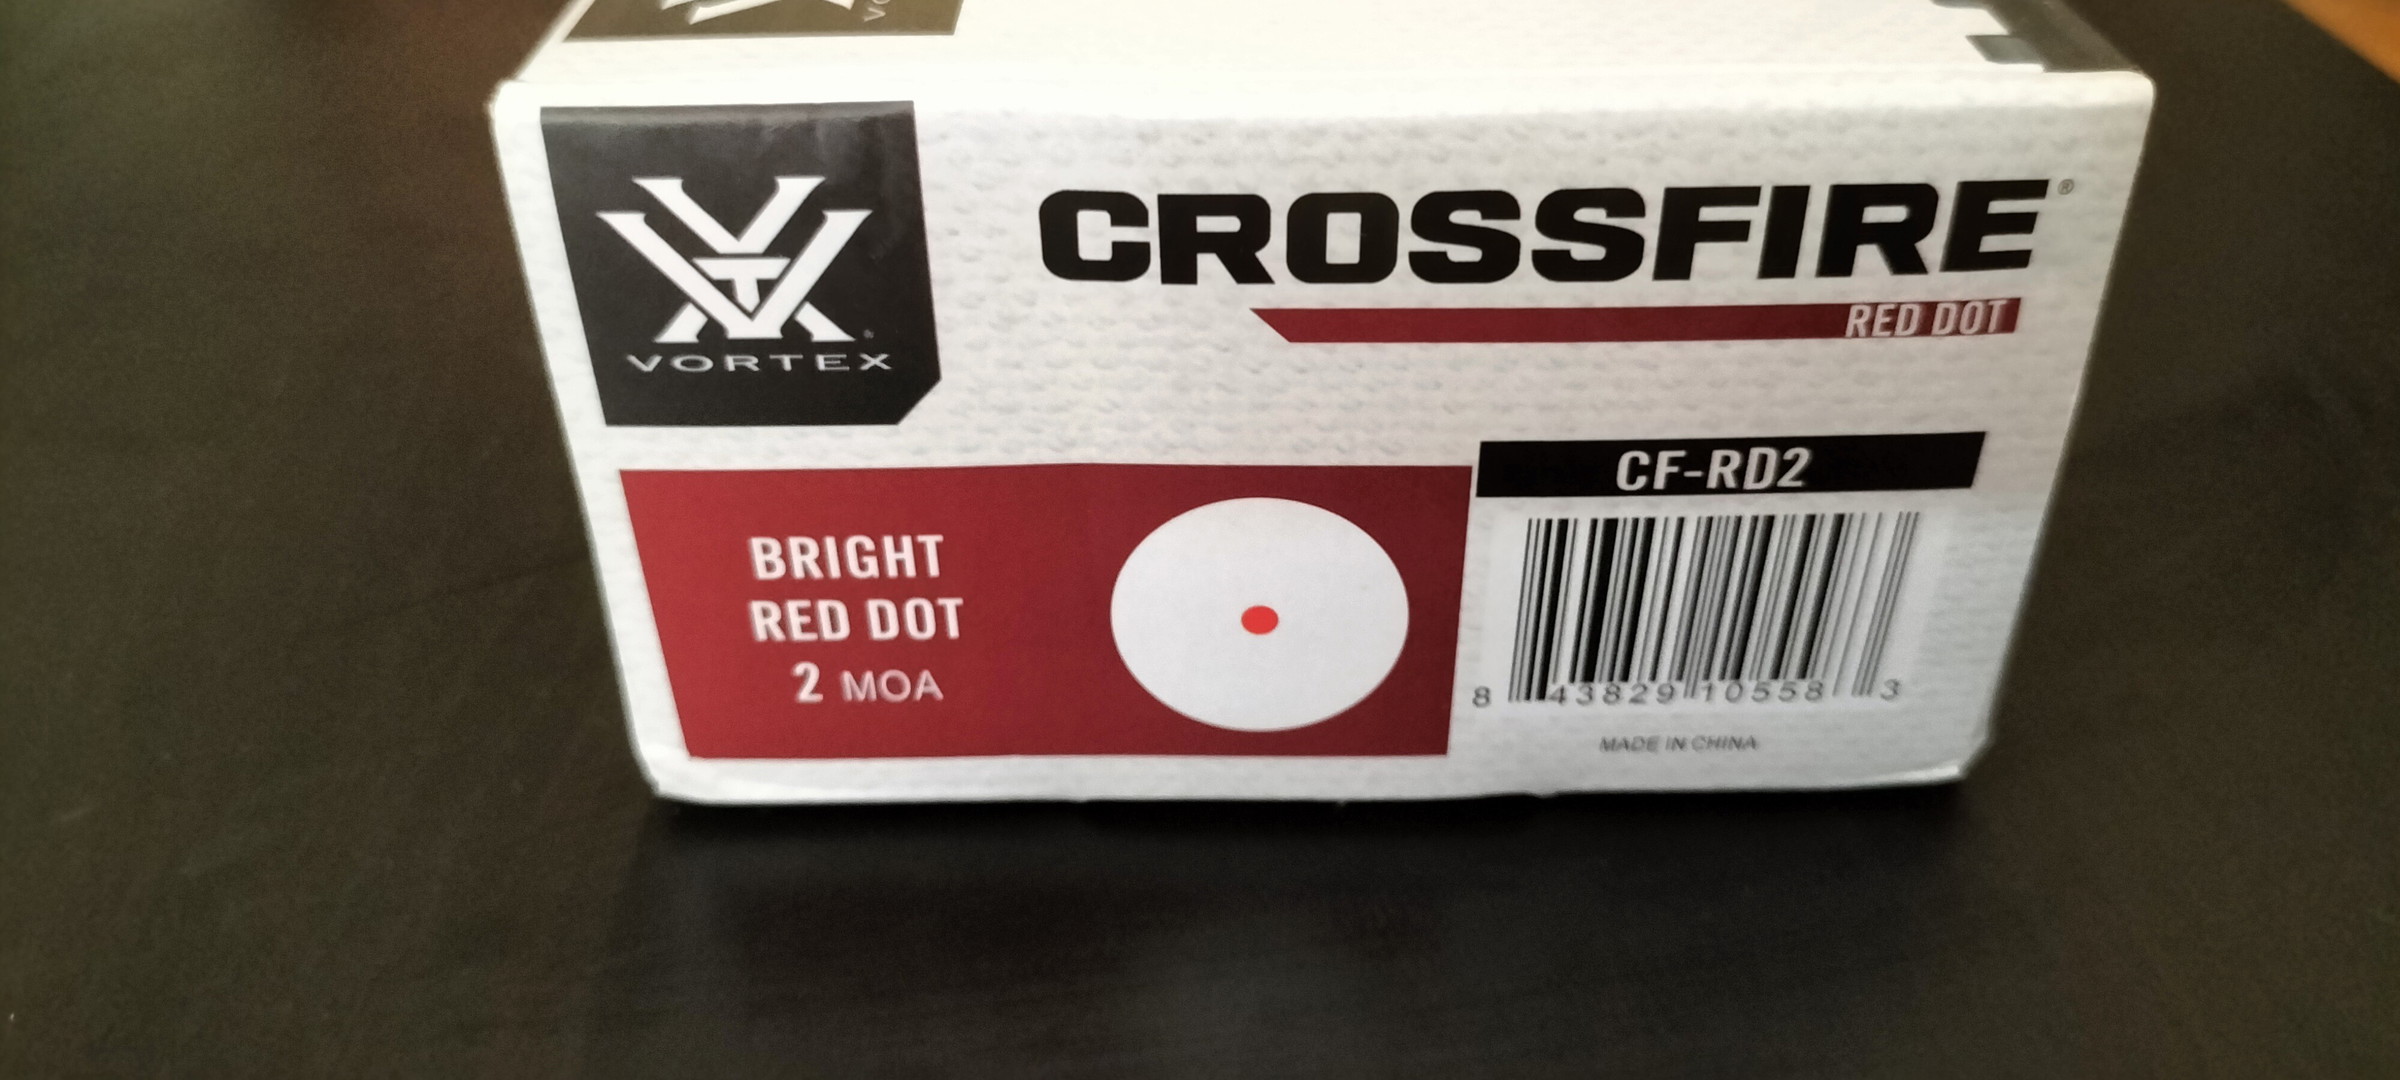 VORTEX
CROSSFIRE®
RED DOT
BRIGHT
RED DOT
2 MOA
CF-RD2
8 43829 10558 3
MADE IN CHINA